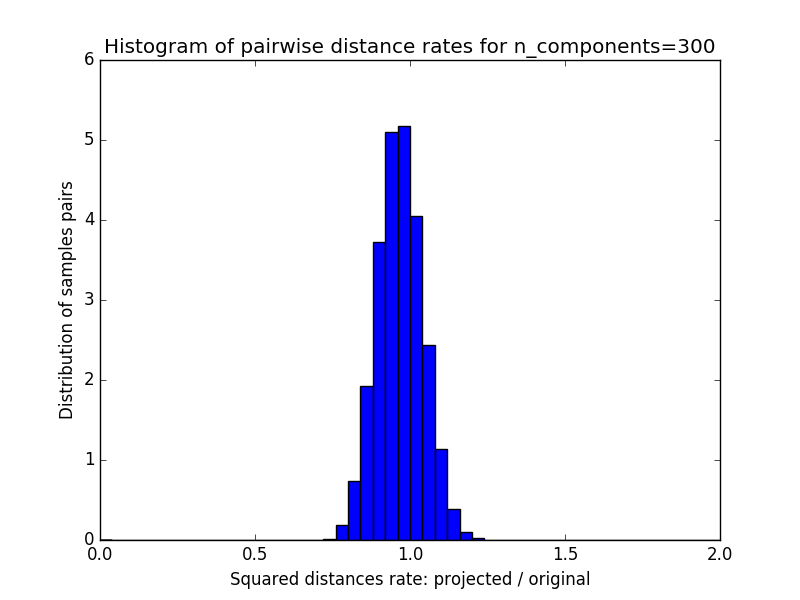 Histogram of pairwise distance rates for n_components=300
6
5
4
3
2
1
0
Distribution of samples pairs
0.0 0.5 1.0 1.5 2.0
Squared distances rate: projected / original